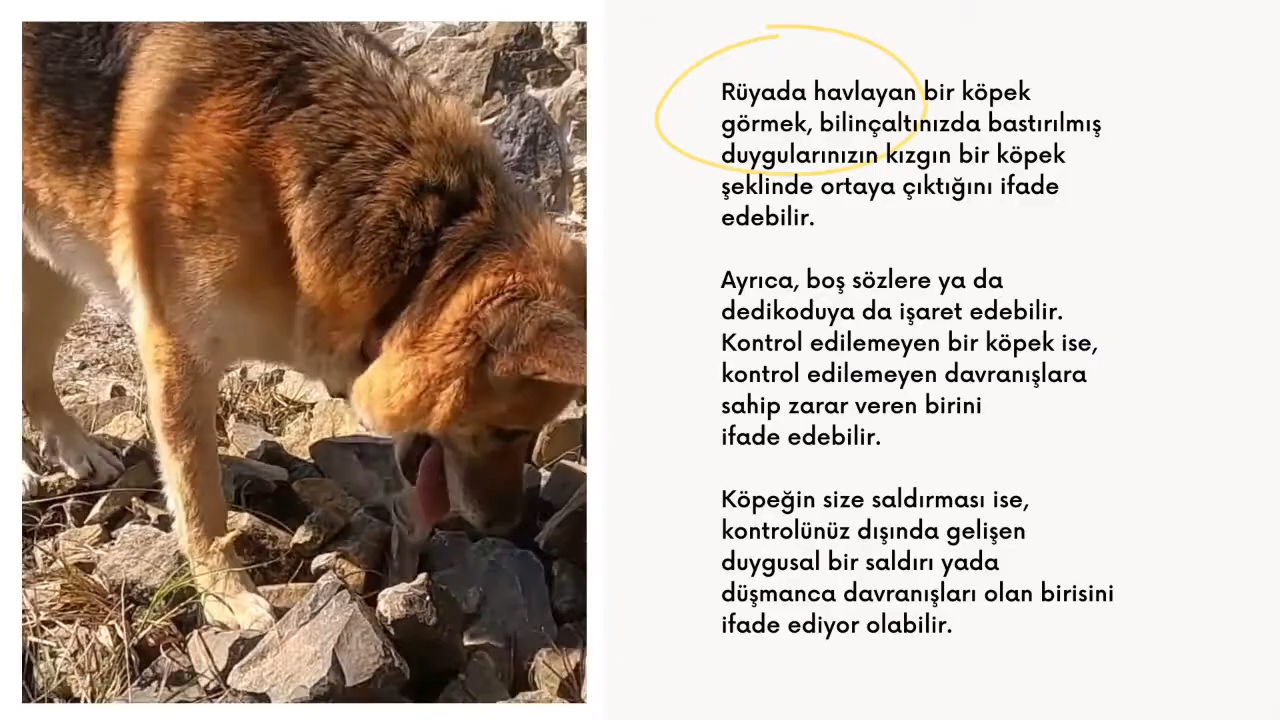 Rüyada havlayan bir köpek
görmek, bilinçaltınızda bastırılmış
duygularınızın kızgın bir köpek
şeklinde ortaya çıktığını ifade
edebilir.
Ayrıca, boş sözlere ya da
dedikoduya da işaret edebilir.
Kontrol edilemeyen bir köpek ise,
kontrol edilemeyen davranışlara
sahip zarar veren birini
ifade edebilir.
Köpeğin size saldırması ise,
kontrolünüz dışında gelişen
duygusal bir saldırı yada
düşmanca davranışları olan birisini
ifade ediyor olabilir.